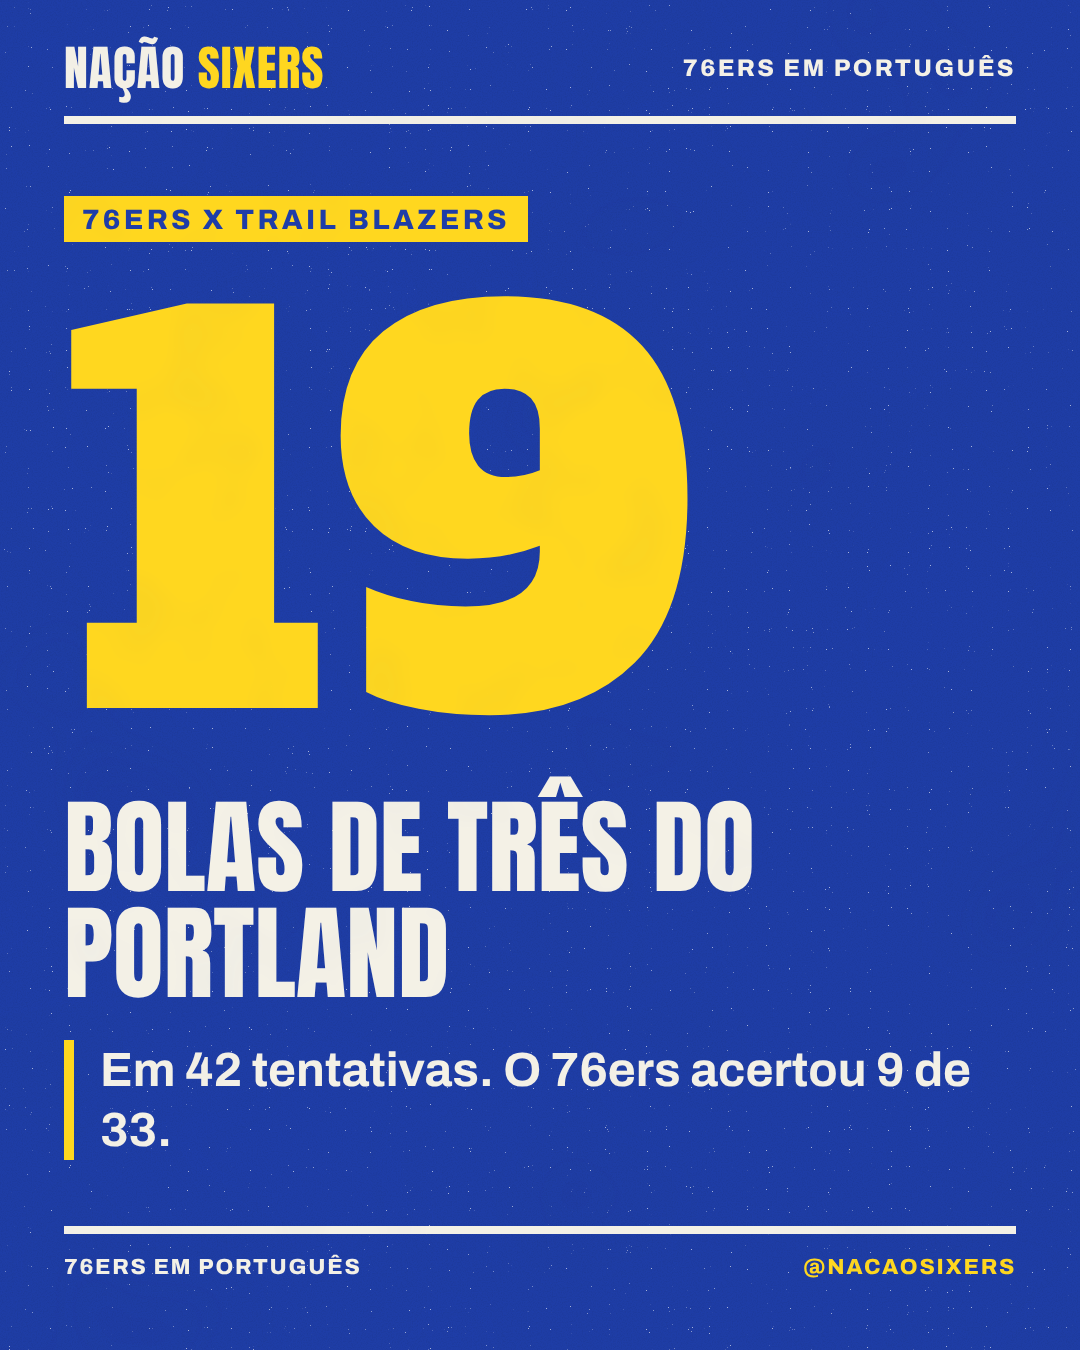 NAÇÃO SIXERS
76ERS EM PORTUGUÊS
76ERS X TRAIL BLAZERS
19
BOLAS DE TRÊS DO
PORTLAND
Em 42 tentativas. O 76ers acertou 9 de
33.
76ERS EM PORTUGUÊS
@NACAOSIXERS